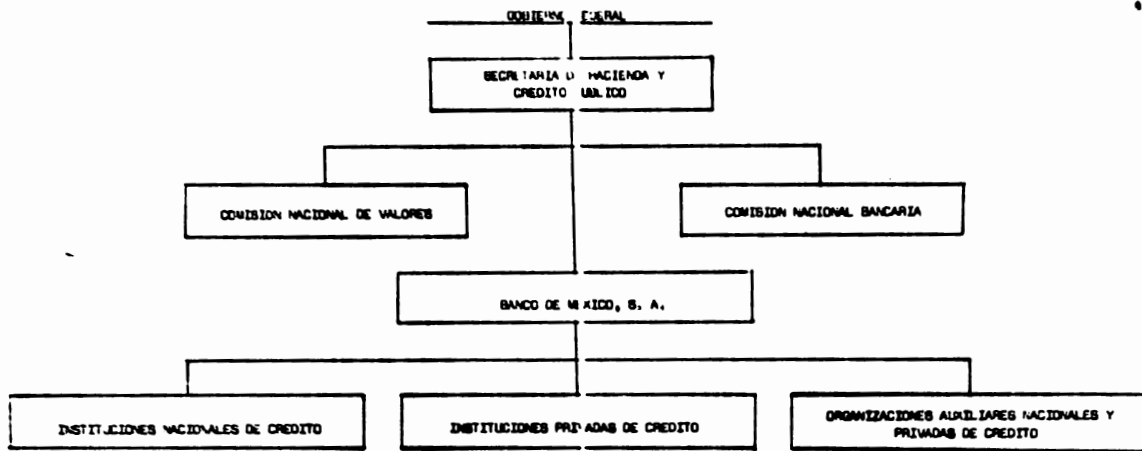 GOBIERNO FEDERAL
SECRETARIA DE HACIENDA Y
CREDITO PUBLICO
COMISION NACIONAL DE VALORES
COMISION NACIONAL BANCARIA
BANCO DE MEXICO, S. A.
INSTITUCIONES NACIONALES DE CREDITO
INSTITUCIONES PRIVADAS DE CREDITO
ORGANIZACIONES AUXILIARES NACIONALES Y
PRIVADAS DE CREDITO